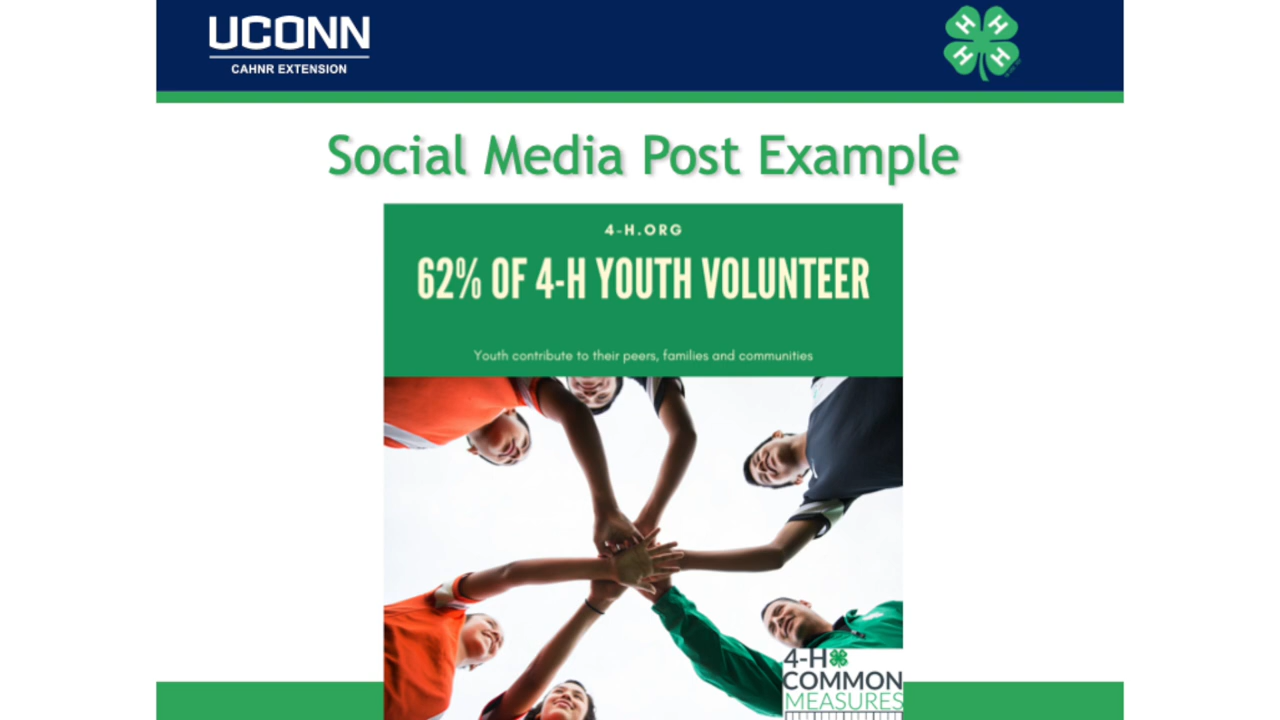 UCONN
CAHNR EXTENSION
H H
H H
Social Media Post Example
4-H.ORG
62% OF 4-H YOUTH VOLUNTEER
Youth contribute to their peers, families and communities
4-H
COMMON
MEASURES